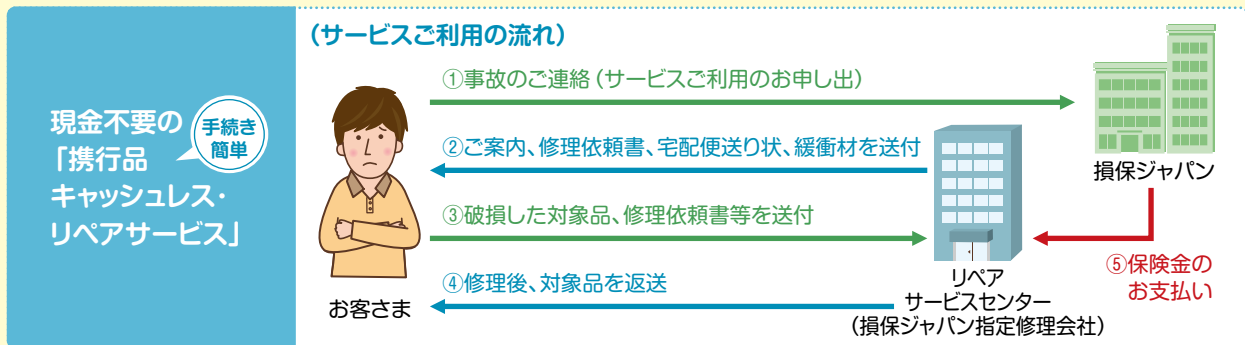 現金不要の
「携行品
キャッシュレス・
リペアサービス」
手続き
簡単
（サービスご利用の流れ）
①事故のご連絡（サービスご利用のお申し出）
②ご案内、修理依頼書、宅配便送り状、緩衝材を送付
③破損した対象品、修理依頼書等を送付
④修理後、対象品を返送
お客さま
損保ジャパン
リペア
サービスセンター
（損保ジャパン指定修理会社）
⑤保険金の
お支払い